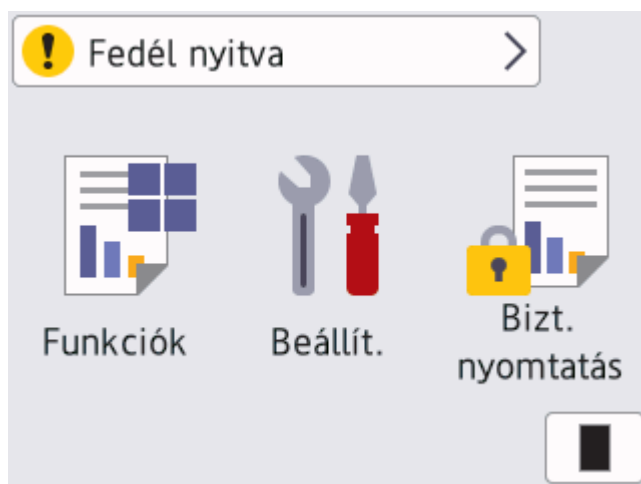 Fedél nyitva
Funkciók
Beállít.
Bizt.
nyomtatás